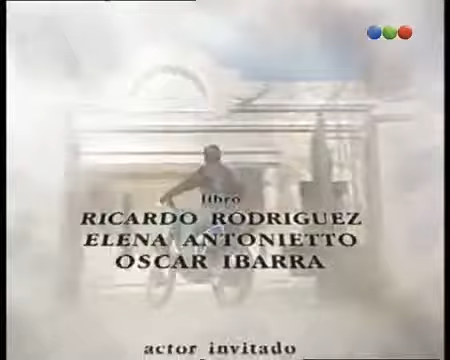 libro
RICARDO RODRIGUEZ
ELENA ANTONIETTO
OSCAR IBARRA
actor invitado